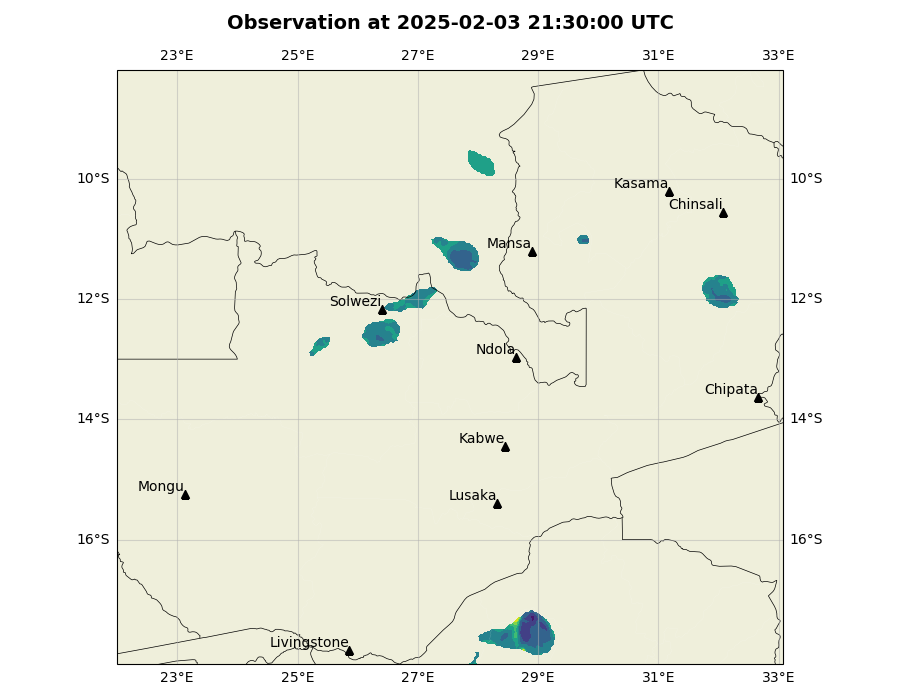 Observation at 2025-02-03 21:30:00 UTC
23°E 25°E 27°E 29°E 31°E 33°E
10°S 10°S
Kasama
Chinsali
Mansa
12°S 12°S
Solwezi
Ndola
Chipata
14°S 14°S
Kabwe
Mongu
Lusaka
16°S 16°S
Livingstone
23°E 25°E 27°E 29°E 31°E 33°E